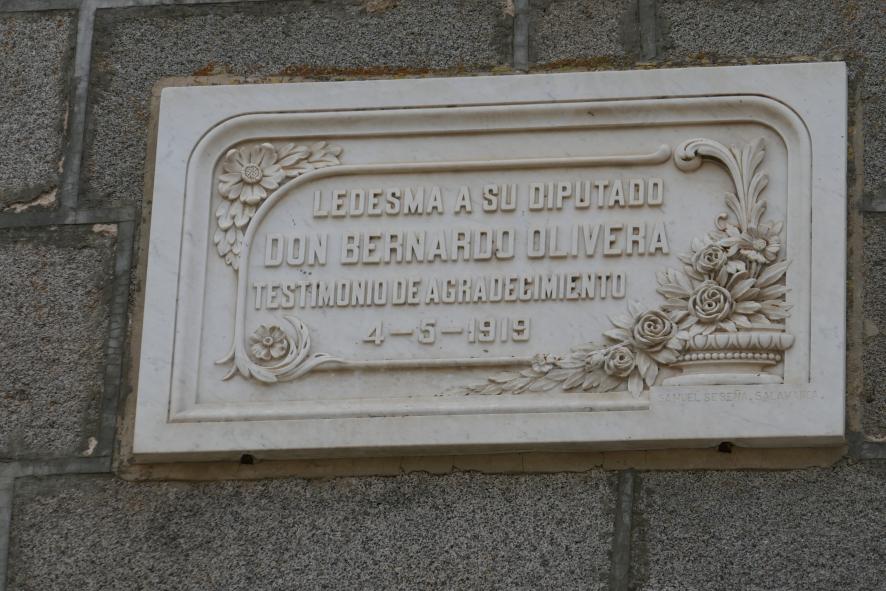 LEDESMA A SU DIPUTADO
DON BERNARDO OLIVERA
TESTIMONIO DE AGRADECIMIENTO
4-5-1919
SAMUEL SESEÑA. SALAMANCA.